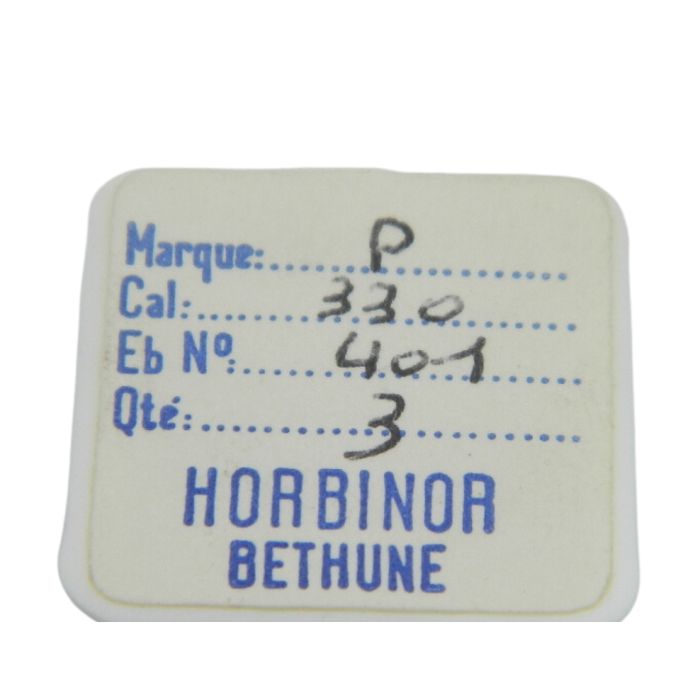 Marque: P
Cal: 330
Eb Nº: 401
Qté: 3
HORBINOR
BETHUNE